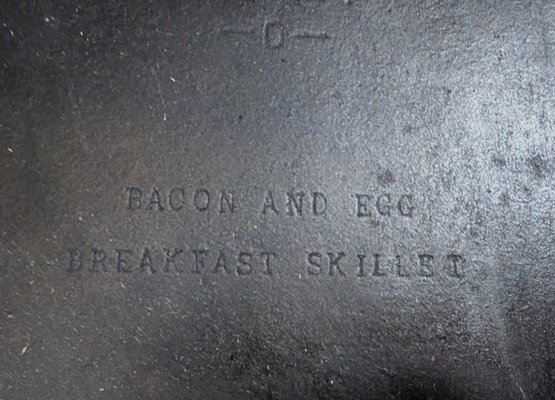 —D—
BACON AND EGG
BREAKFAST SKILLET